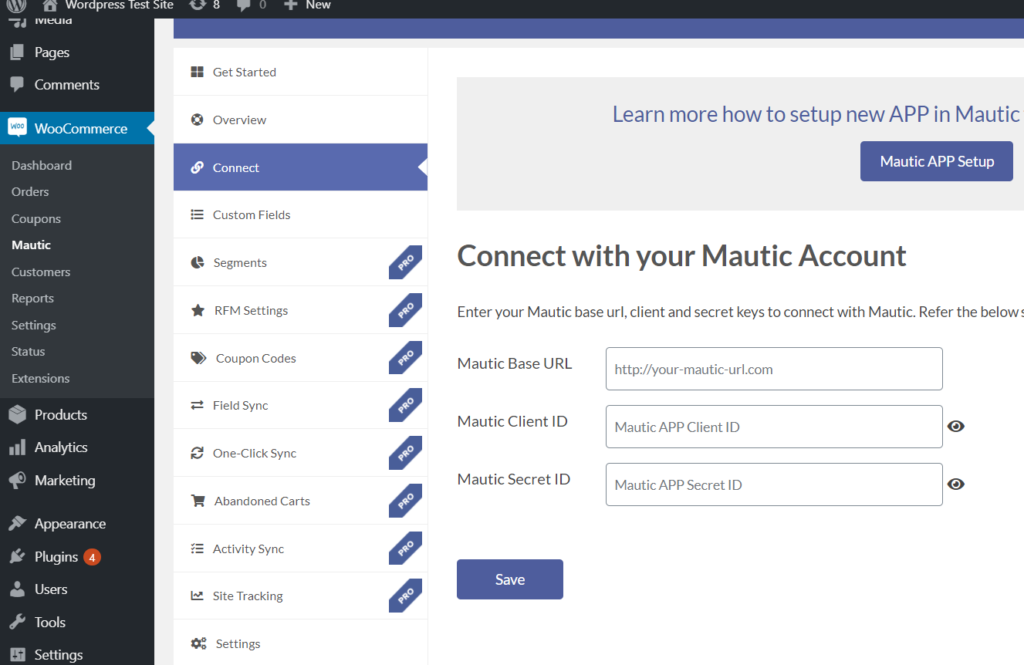 Wordpress Test Site
8
0
New
Media
Pages
Comments
woo
WooCommerce
Dashboard
Orders
Coupons
Mautic
Customers
Reports
Settings
Status
Extensions
Products
Analytics
Marketing
Appearance
Plugins 4
Users
Tools
Settings
Get Started
Overview
Connect
Custom Fields
Segments PRO
RFM Settings PRO
Coupon Codes PRO
Field Sync PRO
One-Click Sync PRO
Abandoned Carts PRO
Activity Sync PRO
Site Tracking PRO
Settings
Learn more how to setup new APP in Mautic
Mautic APP Setup
Connect with your Mautic Account
Enter your Mautic base url, client and secret keys to connect with Mautic. Refer the below s
Mautic Base URL
http://your-mautic-url.com
Mautic Client ID
Mautic APP Client ID
Mautic Secret ID
Mautic APP Secret ID
Save